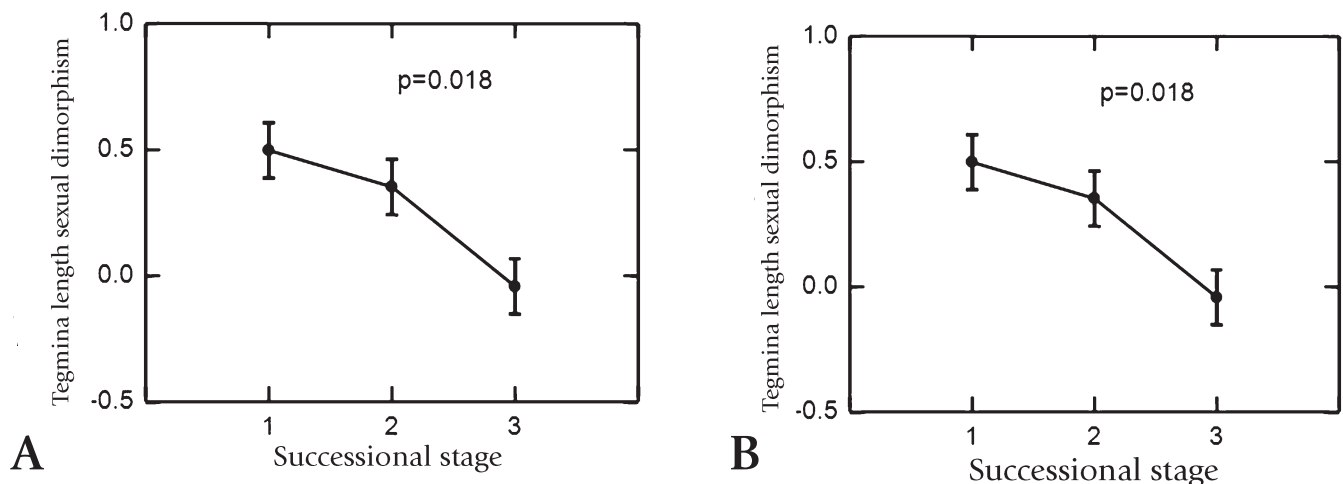 Tegmina length sexual dimorphism
1.0
0.5
0.0
-0.5
p=0.018
1 2 3
Successional stage
A
Tegmina length sexual dimorphism
1.0
0.5
0.0
-0.5
p=0.018
1 2 3
Successional stage
B